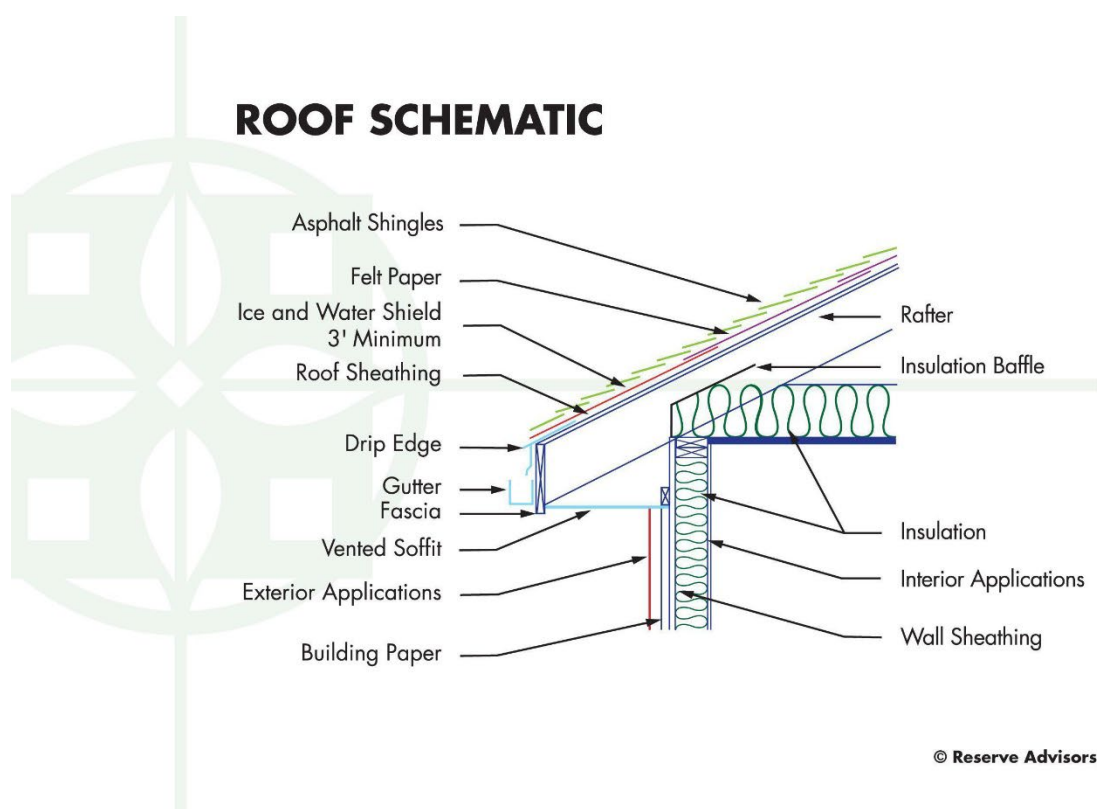 ROOF SCHEMATIC
Asphalt Shingles
Felt Paper
Ice and Water Shield
3' Minimum
Roof Sheathing
Drip Edge
Gutter
Fascia
Vented Soffit
Exterior Applications
Building Paper
Rafter
Insulation Baffle
Insulation
Interior Applications
Wall Sheathing
© Reserve Advisors